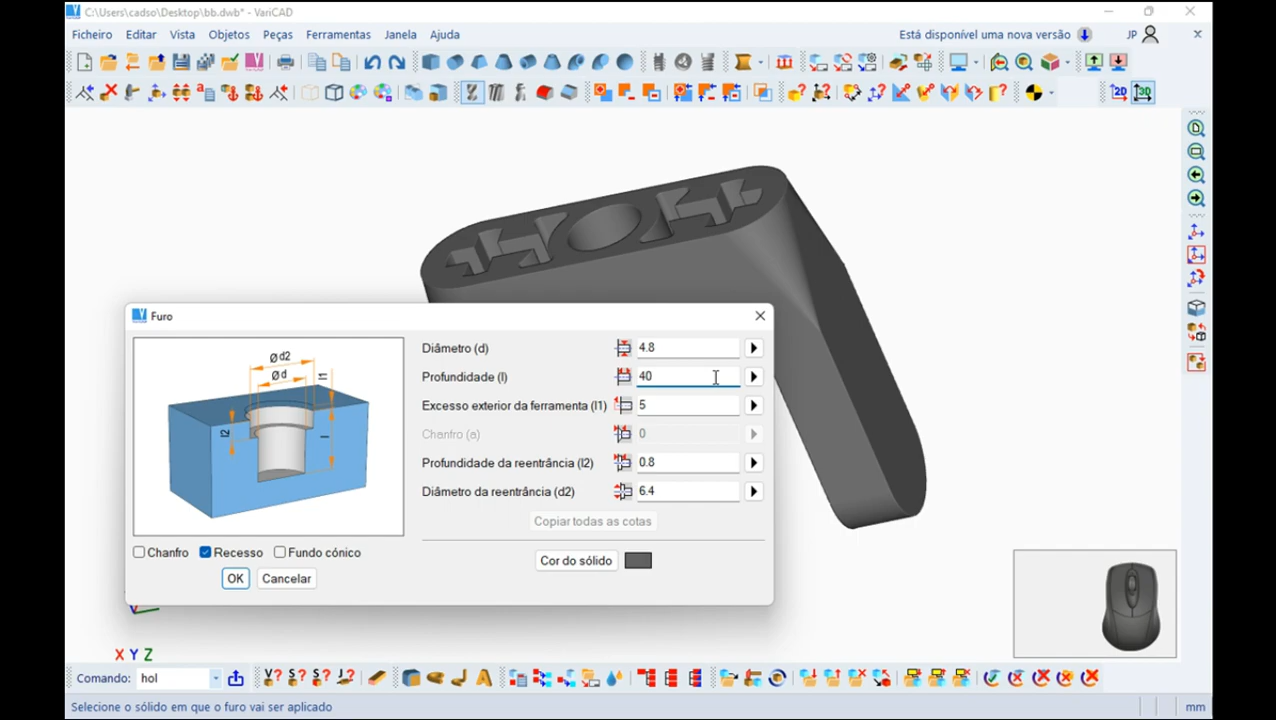 C:\Users\cadso\Desktop\bb.dwb* - VariCAD
Ficheiro Editar Vista Objetos Peças Ferramentas Janela Ajuda Está disponível uma nova versão JP
2D 3D
Furo
Ø d2
Ø d
l1
l2
l
Diâmetro (d) 4.8
Profundidade (l) 40
Excesso exterior da ferramenta (l1) 5
Chanfro (a) 0
Profundidade da reentrância (l2) 0.8
Diâmetro da reentrância (d2) 6.4
Copiar todas as cotas
Chanfro Recesso Fundo cónico
Cor do sólido
OK Cancelar
X Y Z
Comando: hol
Selecione o sólido em que o furo vai ser aplicado mm